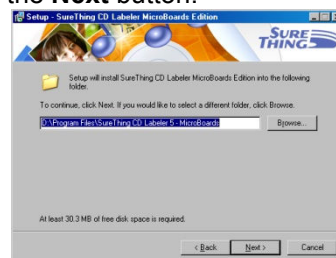 the Next button.
Setup - SureThing CD Labeler MicroBoards Edition
SURE
THING
Setup will install SureThing CD Labeler MicroBoards Edition into the following
folder.
To continue, click Next. If you would like to select a different folder, click Browse.
D:\Program Files\SureThing CD Labeler 5 - MicroBoards
Browse...
At least 30.3 MB of free disk space is required.
< Back
Next >
Cancel